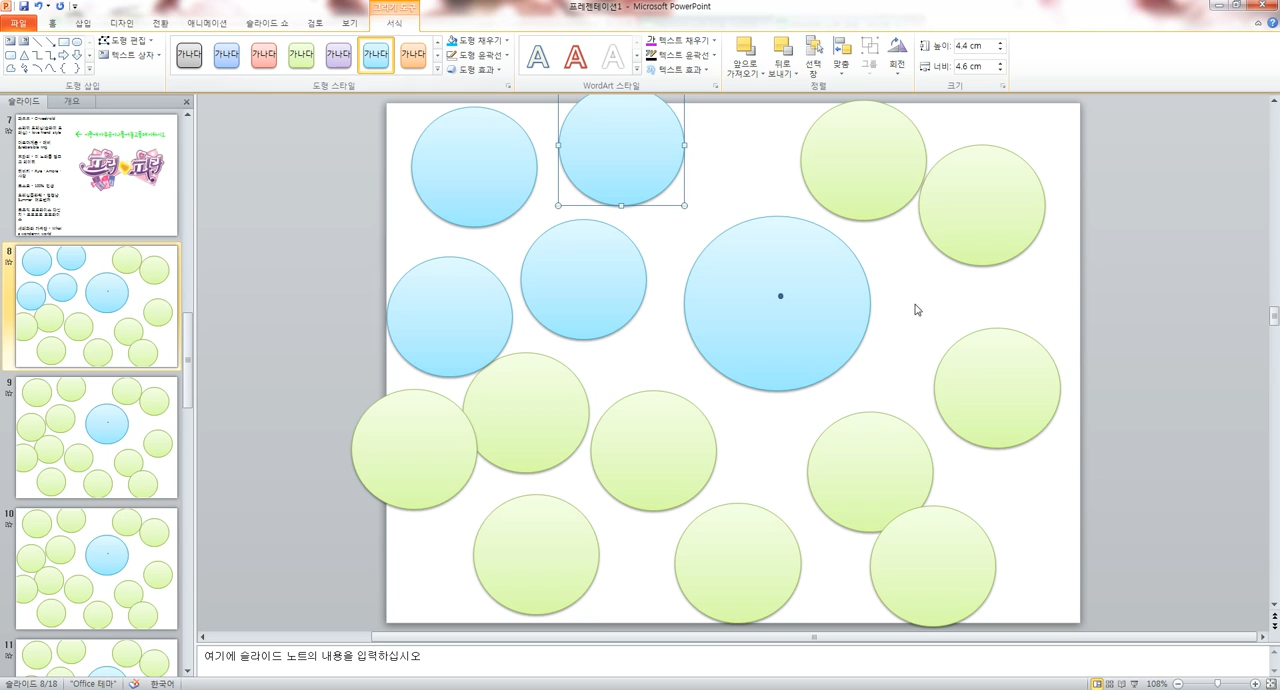 프레젠테이션1 - Microsoft PowerPoint
그리기 도구
파일 홈 삽입 디자인 전환 애니메이션 슬라이드 쇼 검토 보기 서식
도형 편집
텍스트 상자
도형 삽입
가나다 가나다 가나다 가나다 가나다 가나다 가나다
도형 채우기
도형 윤곽선
도형 효과
도형 스타일
A A A
텍스트 채우기
텍스트 윤곽선
텍스트 효과
WordArt 스타일
앞으로 가져오기
뒤로 보내기
선택 창
맞춤
그룹
회전
정렬
높이: 4.4 cm
너비: 4.6 cm
크기
슬라이드 개요
7
8
9
10
11
여기에 슬라이드 노트의 내용을 입력하십시오
슬라이드 8/18 "Office 테마" 한국어 108%